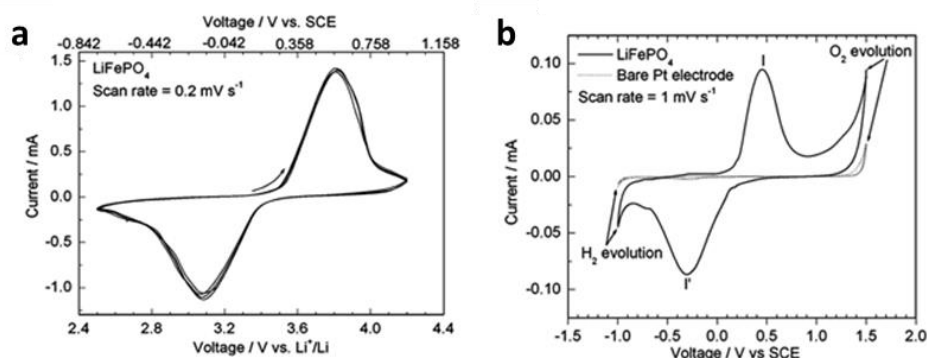 a
Voltage / V vs. SCE
-0.842 -0.442 -0.042 0.358 0.758 1.158
LiFePO₄
Scan rate = 0.2 mV s⁻¹
Current / mA
1.5
1.0
0.5
0.0
-0.5
-1.0
2.4 2.8 3.2 3.6 4.0 4.4
Voltage / V vs. Li⁺/Li
b
LiFePO₄
Bare Pt electrode
Scan rate = 1 mV s⁻¹
I
O₂ evolution
H₂ evolution
I'
Current / mA
0.10
0.05
0.00
-0.05
-0.10
-1.5 -1.0 -0.5 0.0 0.5 1.0 1.5 2.0
Voltage / V vs SCE